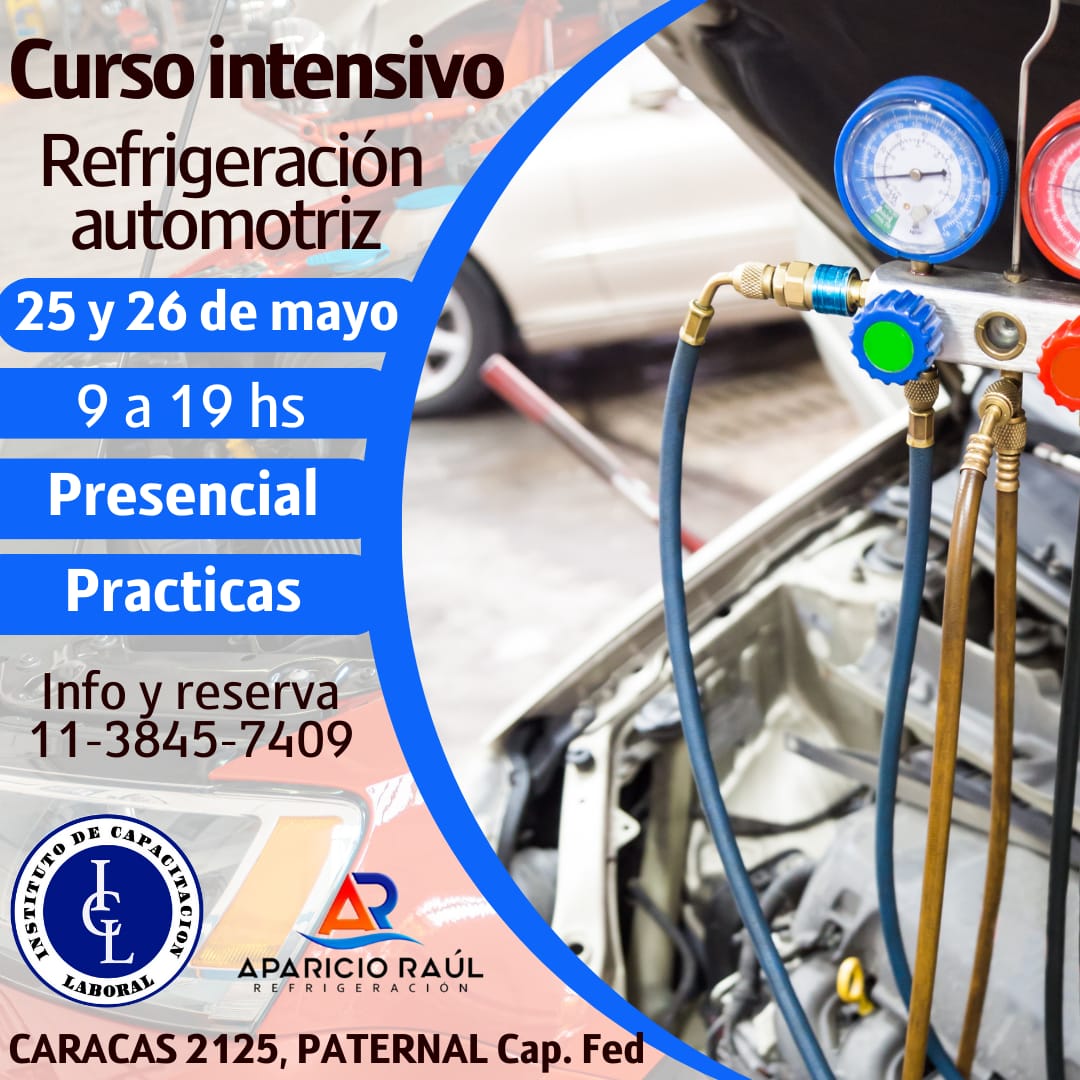 Curso intensivo
Refrigeración
automotriz
25 y 26 de mayo
9 a 19 hs
Presencial
Practicas
Info y reserva
11-3845-7409
INSTITUTO DE CAPACITACION
ICL
LABORAL
AR
APARICIO RAÚL
REFRIGERACIÓN
CARACAS 2125, PATERNAL Cap. Fed